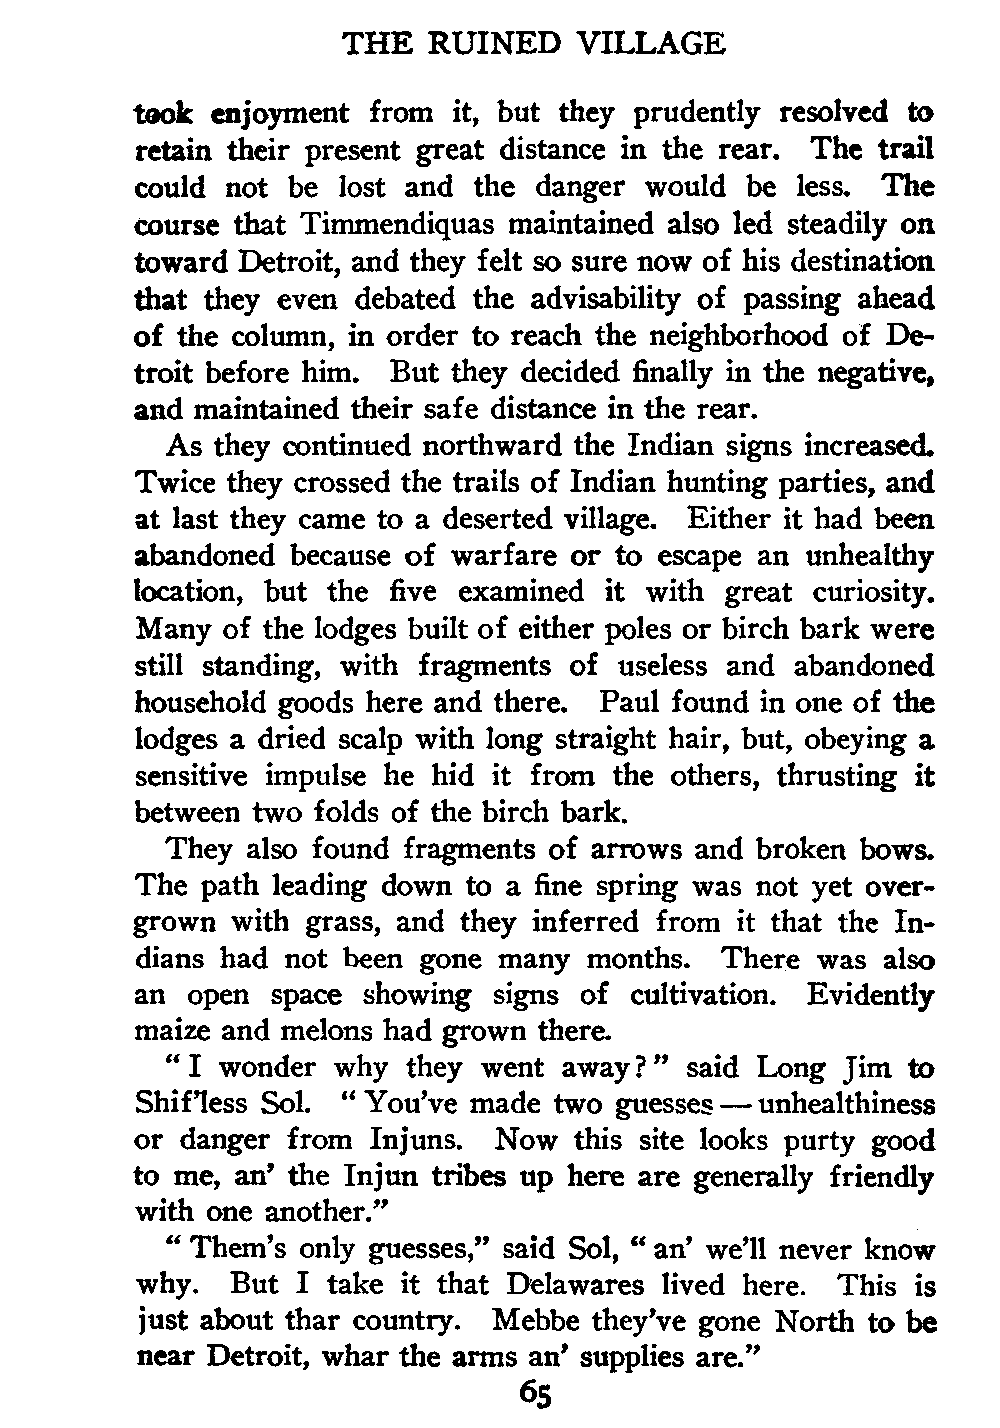 THE RUINED VILLAGE
took enjoyment from it, but they prudently resolved to
retain their present great distance in the rear. The trail
could not be lost and the danger would be less. The
course that Timmendiquas maintained also led steadily on
toward Detroit, and they felt so sure now of his destination
that they even debated the advisability of passing ahead
of the column, in order to reach the neighborhood of De-
troit before him. But they decided finally in the negative,
and maintained their safe distance in the rear.
As they continued northward the Indian signs increased.
Twice they crossed the trails of Indian hunting parties, and
at last they came to a deserted village. Either it had been
abandoned because of warfare or to escape an unhealthy
location, but the five examined it with great curiosity.
Many of the lodges built of either poles or birch bark were
still standing, with fragments of useless and abandoned
household goods here and there. Paul found in one of the
lodges a dried scalp with long straight hair, but, obeying a
sensitive impulse he hid it from the others, thrusting it
between two folds of the birch bark.
They also found fragments of arrows and broken bows.
The path leading down to a fine spring was not yet over-
grown with grass, and they inferred from it that the In-
dians had not been gone many months. There was also
an open space showing signs of cultivation. Evidently
maize and melons had grown there.
“ I wonder why they went away? ” said Long Jim to
Shif'less Sol. “ You've made two guesses — unhealthiness
or danger from Injuns. Now this site looks purty good
to me, an’ the Injun tribes up here are generally friendly
with one another.”
“ Them's only guesses,” said Sol, “ an’ we'll never know
why. But I take it that Delawares lived here. This is
just about thar country. Mebbe they've gone North to be
near Detroit, whar the arms an’ supplies are.”
65